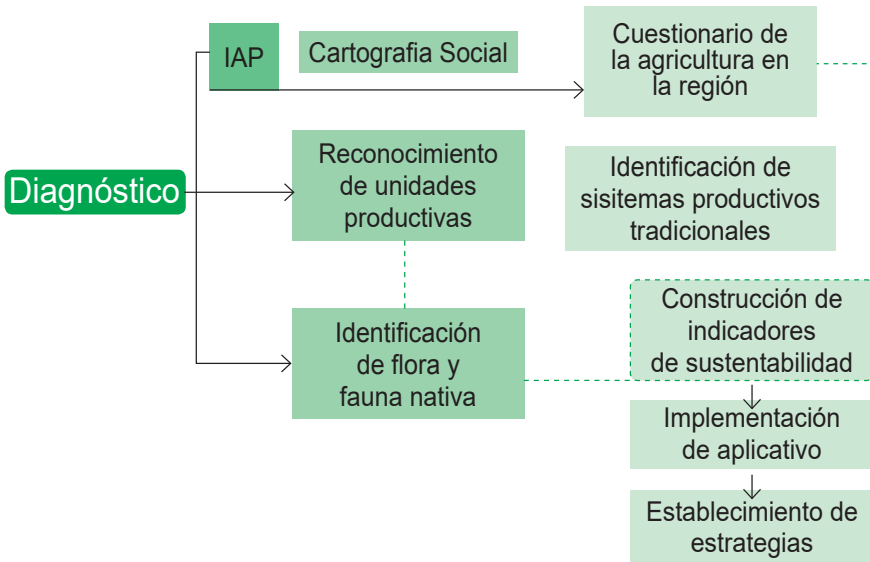 IAP
Cartografia Social
Cuestionario de
la agricultura en
la región
Diagnóstico
Reconocimiento
de unidades
productivas
Identificación de
sisitemas productivos
tradicionales
Identificación
de flora y
fauna nativa
Construcción de
indicadores
de sustentabilidad
Implementación
de aplicativo
Establecimiento de
estrategias